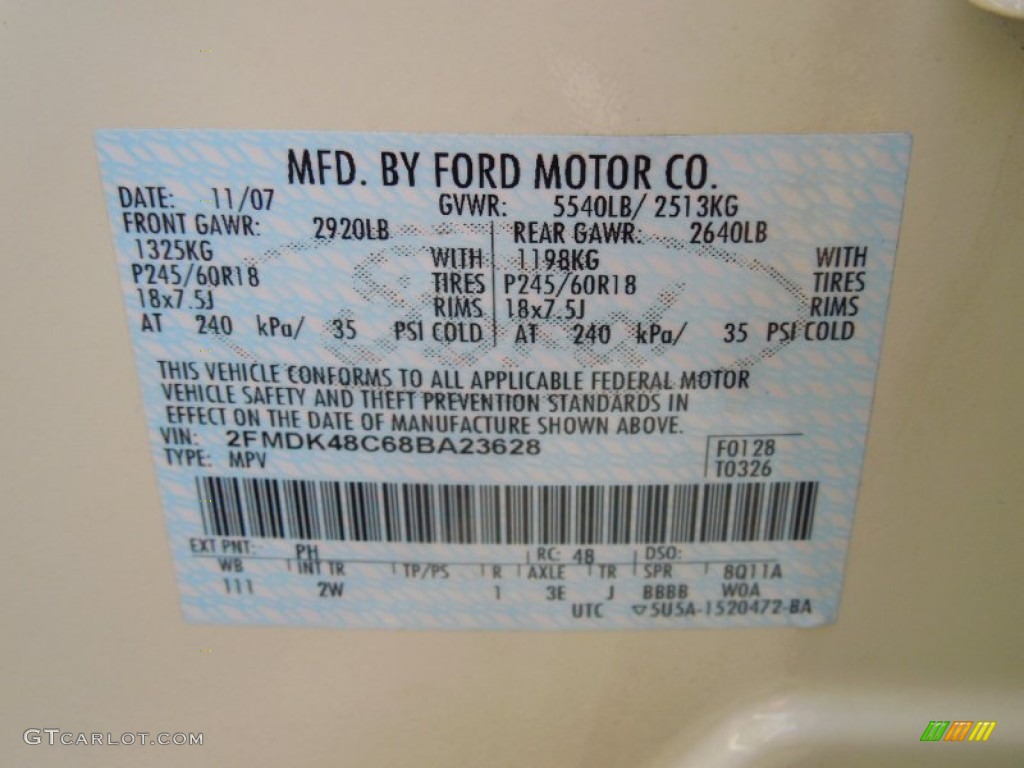 MFD. BY FORD MOTOR CO.
DATE: 11/07 GVWR: 5540LB/ 2513KG
FRONT GAWR: 2920LB REAR GAWR: 2640LB
1325KG WITH 1198KG WITH
P245/60R18 TIRES P245/60R18 TIRES
18x7.5J RIMS 18x7.5J RIMS
AT 240 kPa/ 35 PSI COLD AT 240 kPa/ 35 PSI COLD
THIS VEHICLE CONFORMS TO ALL APPLICABLE FEDERAL MOTOR
VEHICLE SAFETY AND THEFT PREVENTION STANDARDS IN
EFFECT ON THE DATE OF MANUFACTURE SHOWN ABOVE.
VIN: 2FMDK48C68BA23628 F0128
TYPE: MPV T0326
EXT PNT: PH RC: 48 DSO:
WB INT TR TP/PS R AXLE TR SPR 8Q11A
111 2W 1 3E J BBBB W0A
UTC ▽5U5A-1520472-BA
GTCARLOT.COM